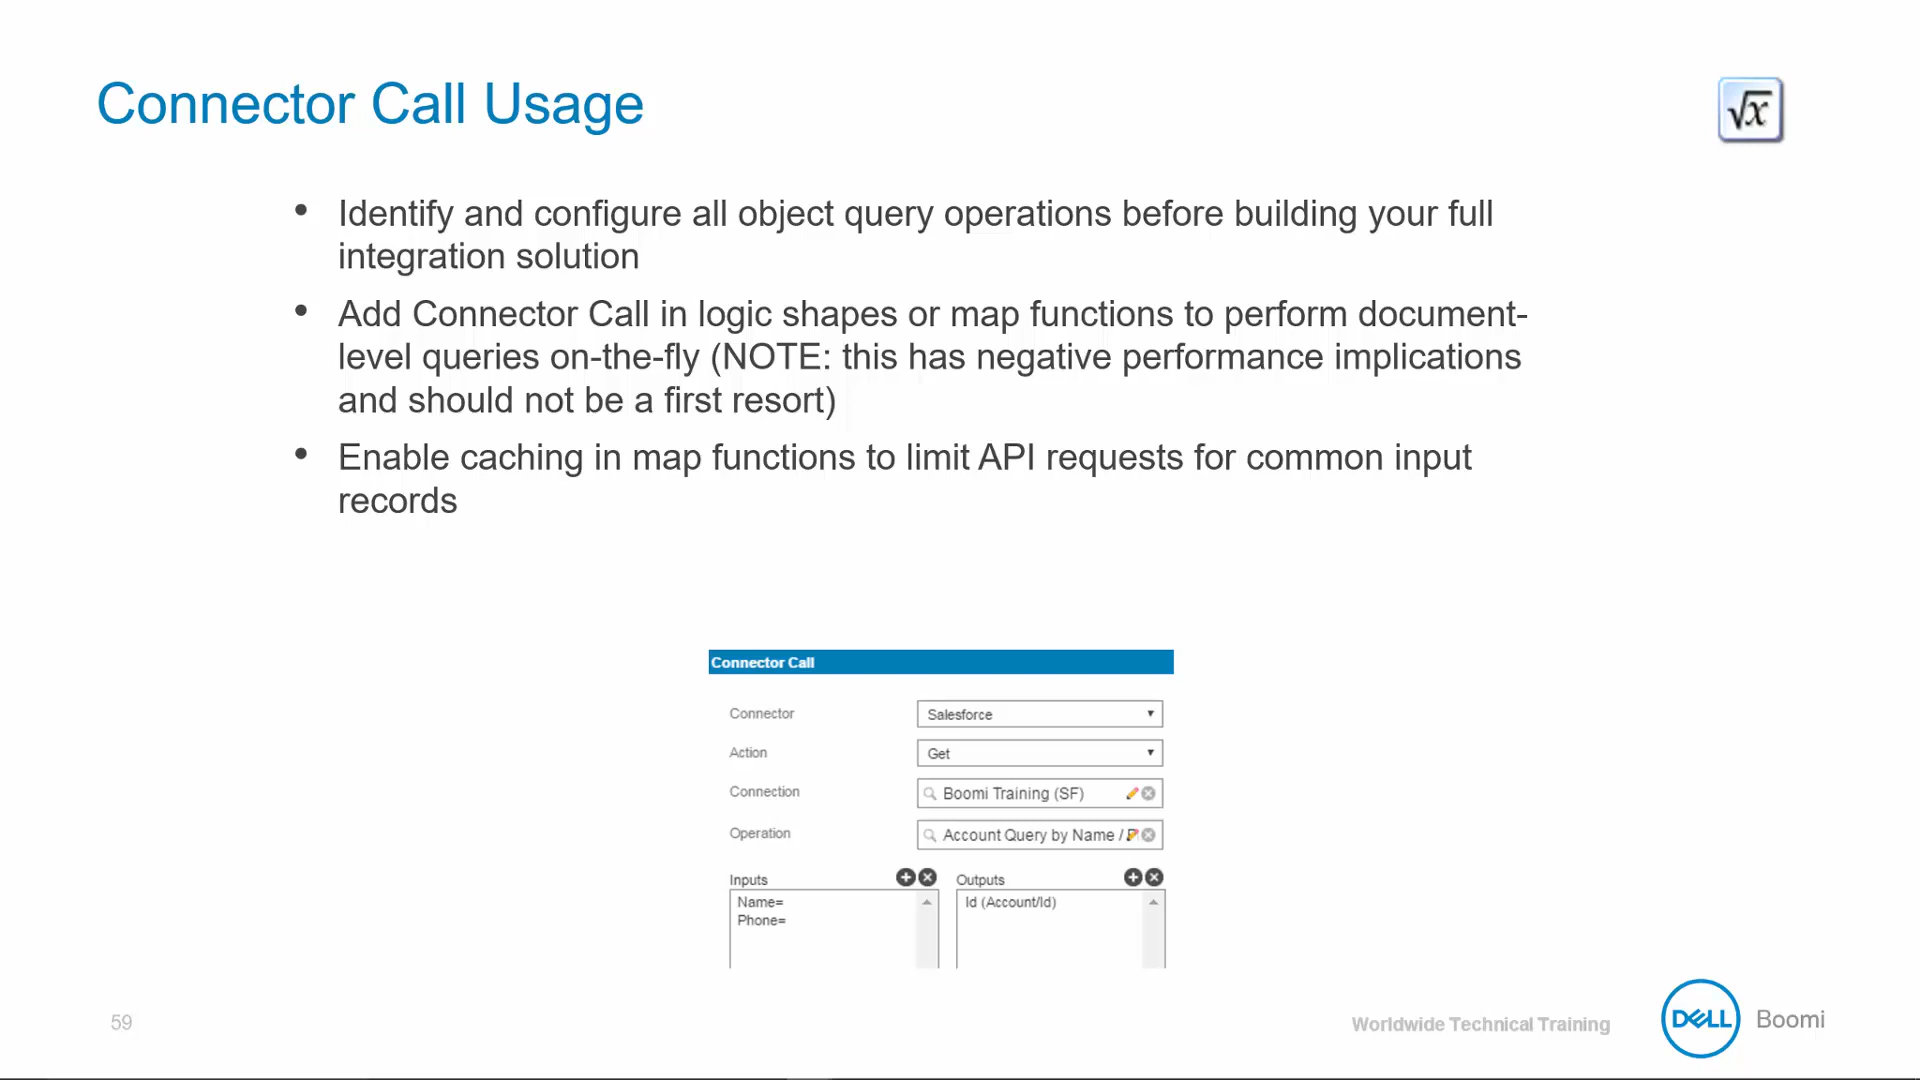 Connector Call Usage
√x
• Identify and configure all object query operations before building your full
integration solution
• Add Connector Call in logic shapes or map functions to perform document-
level queries on-the-fly (NOTE: this has negative performance implications
and should not be a first resort)
• Enable caching in map functions to limit API requests for common input
records
Connector Call
Connector Salesforce
Action Get
Connection Boomi Training (SF)
Operation Account Query by Name /
Inputs Outputs
Name= Id (Account/Id)
Phone=
59 Worldwide Technical Training DELL Boomi